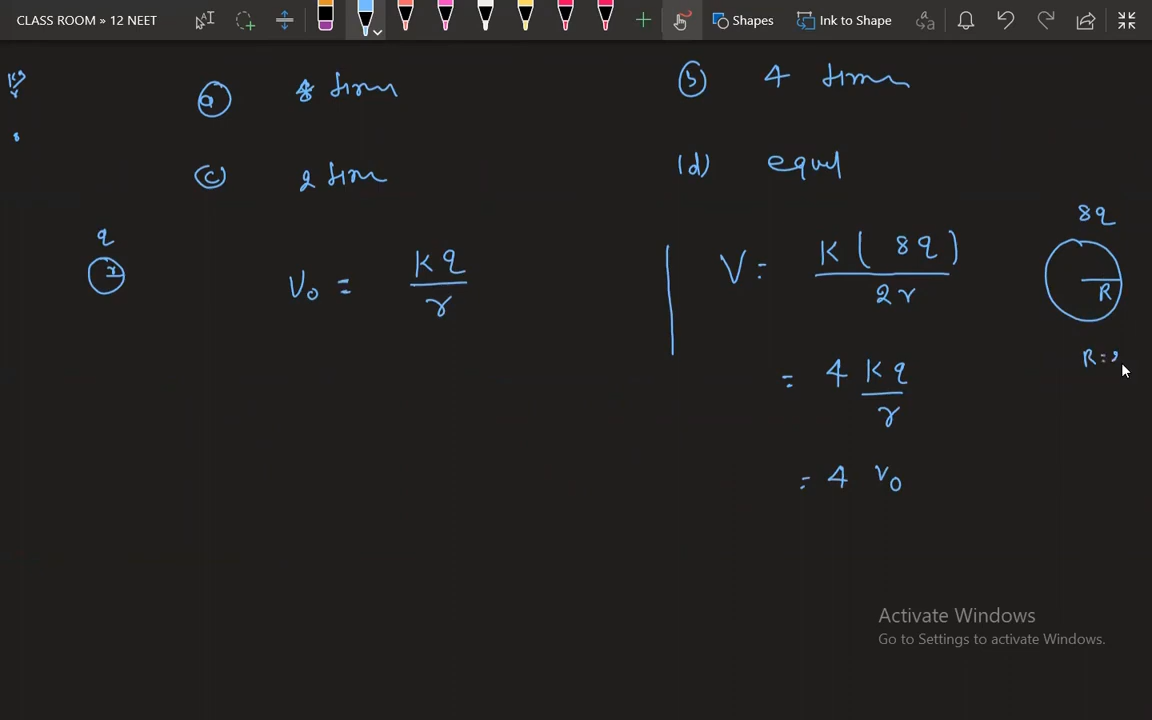 CLASS ROOM » 12 NEET
Shapes
Ink to Shape
(a) 8 times
(b) 4 times
(c) 2 time
(d) equal
q
r
V₀ = Kq/r
V = K(8q)/2r
8q
R
R =
= 4 Kq/r
= 4 V₀
Activate Windows
Go to Settings to activate Windows.